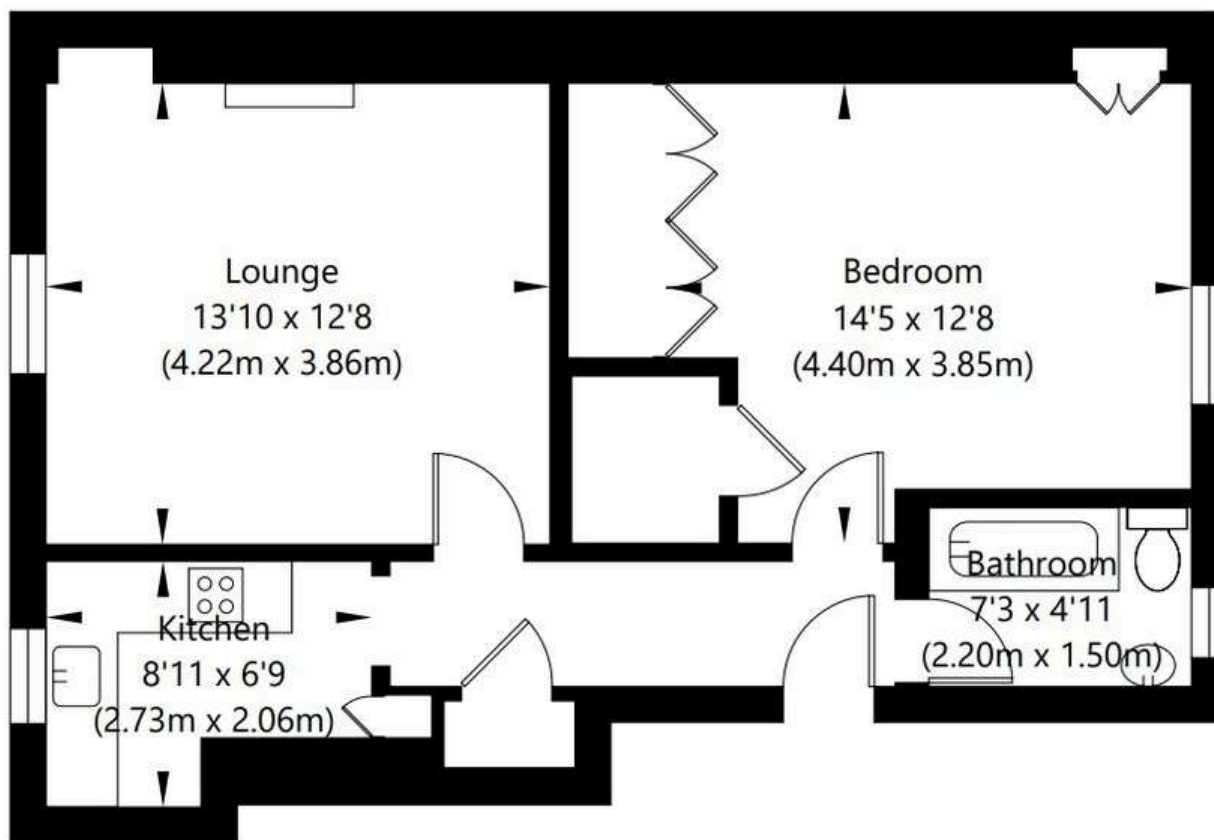 Lounge
13'10 x 12'8
(4.22m x 3.86m)
Bedroom
14'5 x 12'8
(4.40m x 3.85m)
Kitchen
8'11 x 6'9
(2.73m x 2.06m)
Bathroom
7'3 x 4'11
(2.20m x 1.50m)